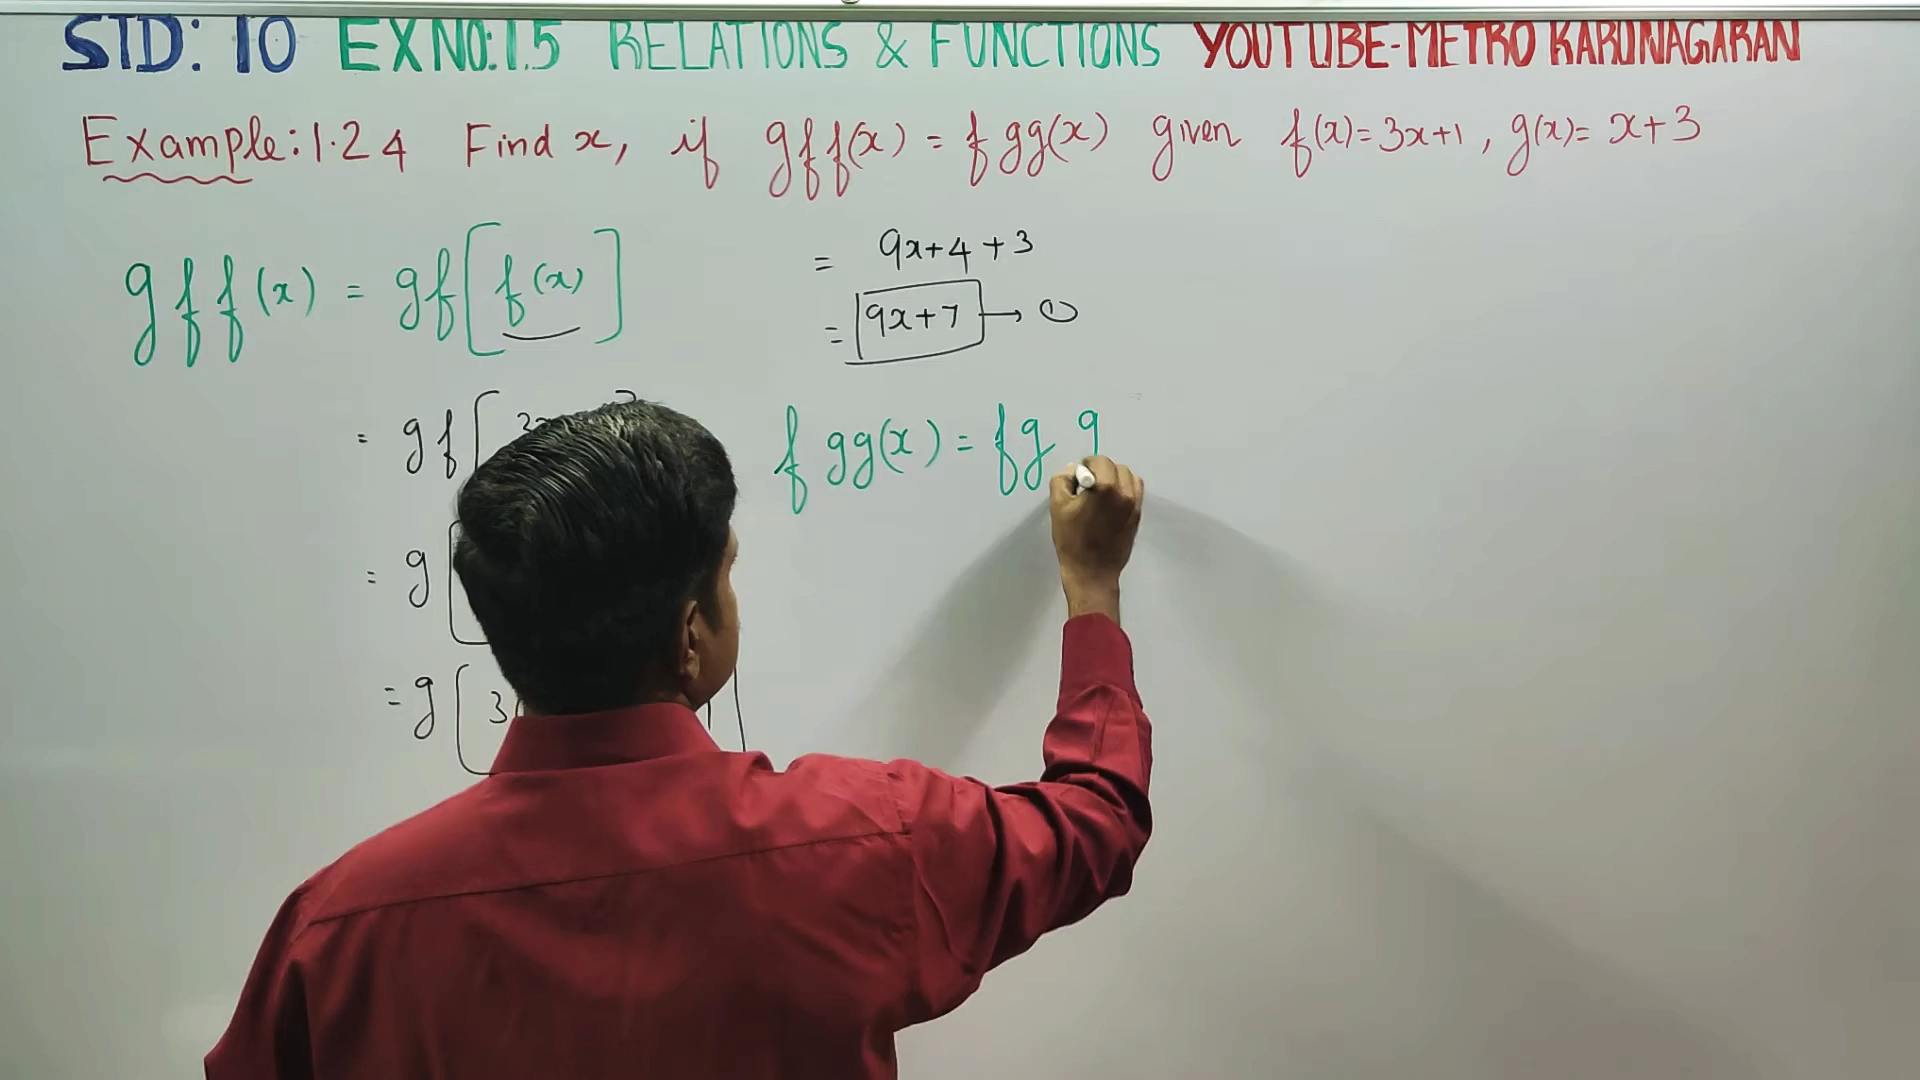 STD: 10 EX NO:1.5 RELATIONS & FUNCTIONS YOUTUBE-METRO KARUNAGARAN
Example: 1.24 Find x, if gff(x) = fgg(x) given f(x)=3x+1, g(x)= x+3
gff(x) = gf[f(x)]
= gf[
= g[
= g[3(
= 9x+4+3
= 9x+7 → ①
fgg(x) = fg g